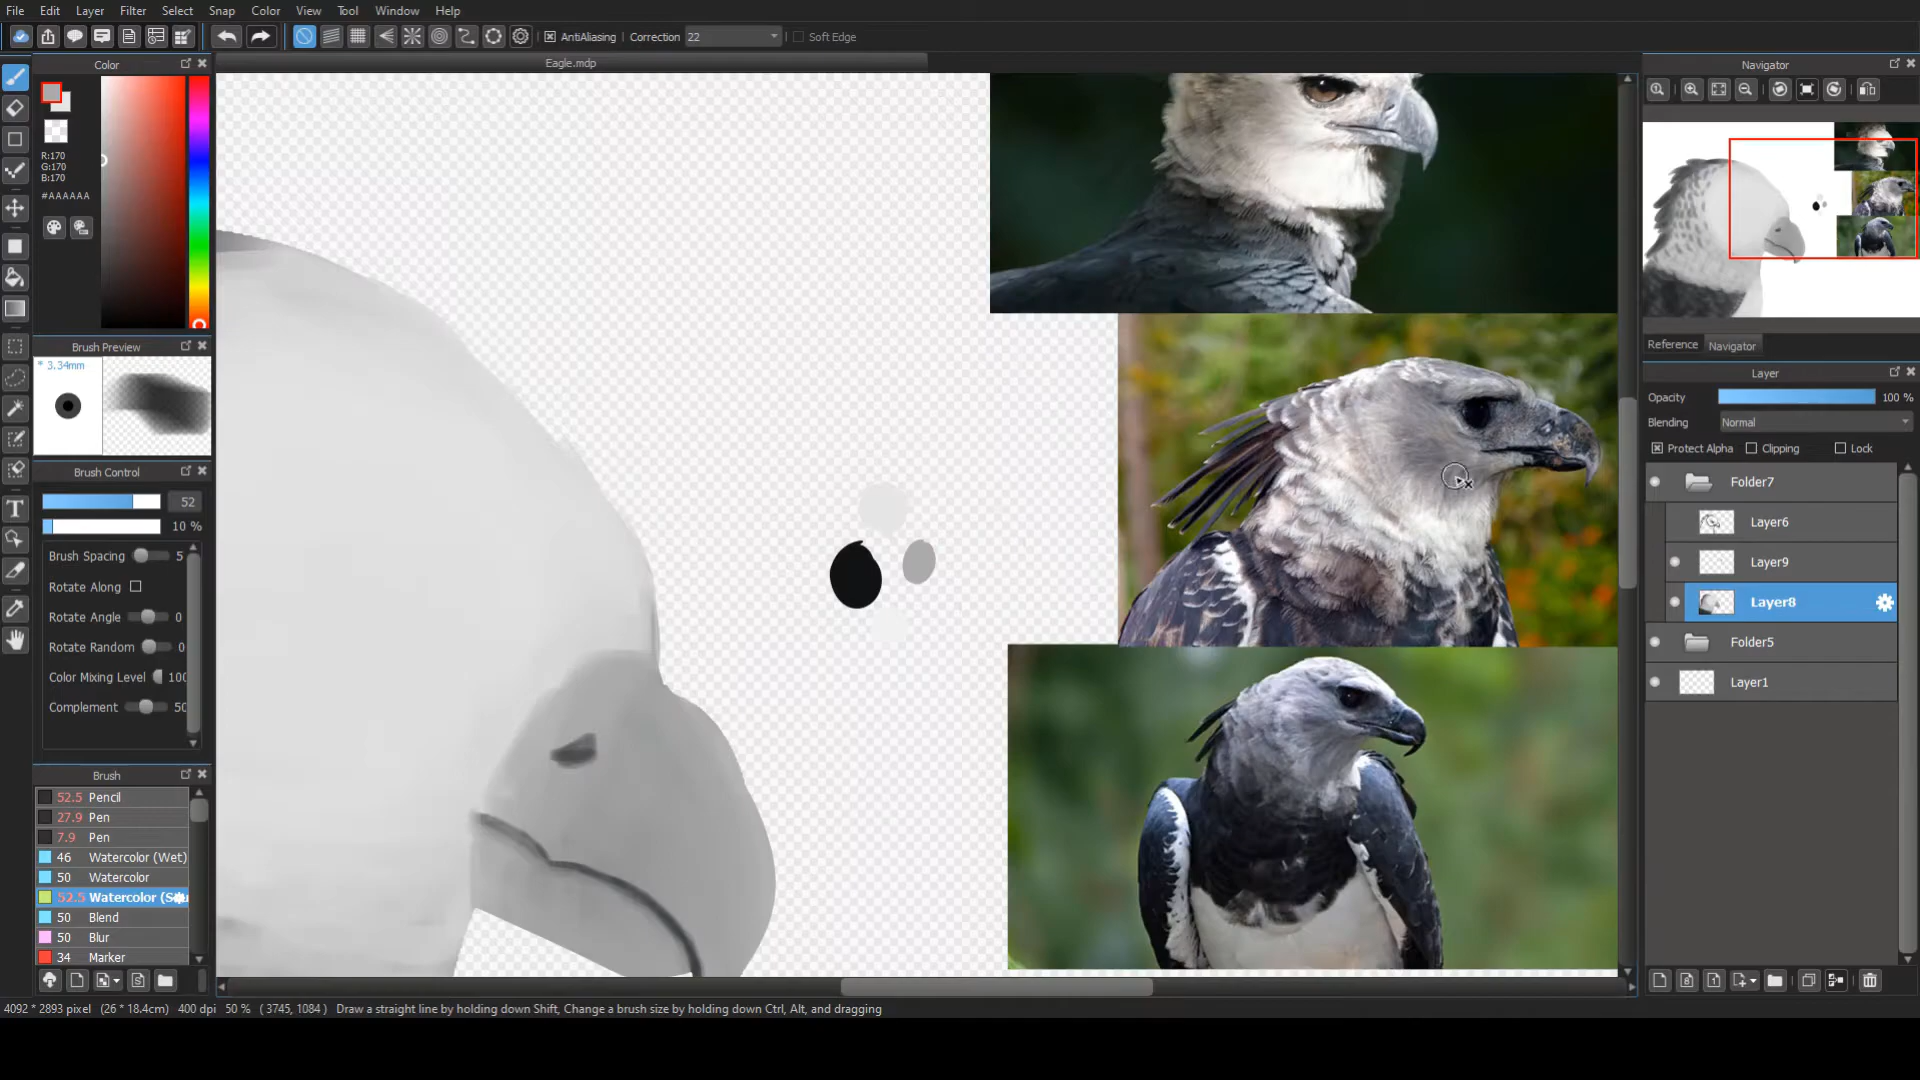 File Edit Layer Filter Select Snap Color View Tool Window Help
AntiAliasing Correction 22 Soft Edge
Color
R:170
G:170
B:170
#AAAAAA
Brush Preview
* 3.34mm
Brush Control
52
10 %
Brush Spacing 5
Rotate Along
Rotate Angle 0
Rotate Random 0
Color Mixing Level 100
Complement 50
Brush
52.5 Pencil
27.9 Pen
7.9 Pen
46 Watercolor (Wet)
50 Watercolor
52.5 Watercolor
50 Blend
50 Blur
34 Marker
Eagle.mdp
Navigator
Reference Navigator
Layer
Opacity 100 %
Blending Normal
Protect Alpha Clipping Lock
Folder7
Layer6
Layer9
Layer8
Folder5
Layer1
4092 * 2893 pixel (26 * 18.4cm) 400 dpi 50 % ( 3745, 1084 ) Draw a straight line by holding down Shift, Change a brush size by holding down Ctrl, Alt, and dragging